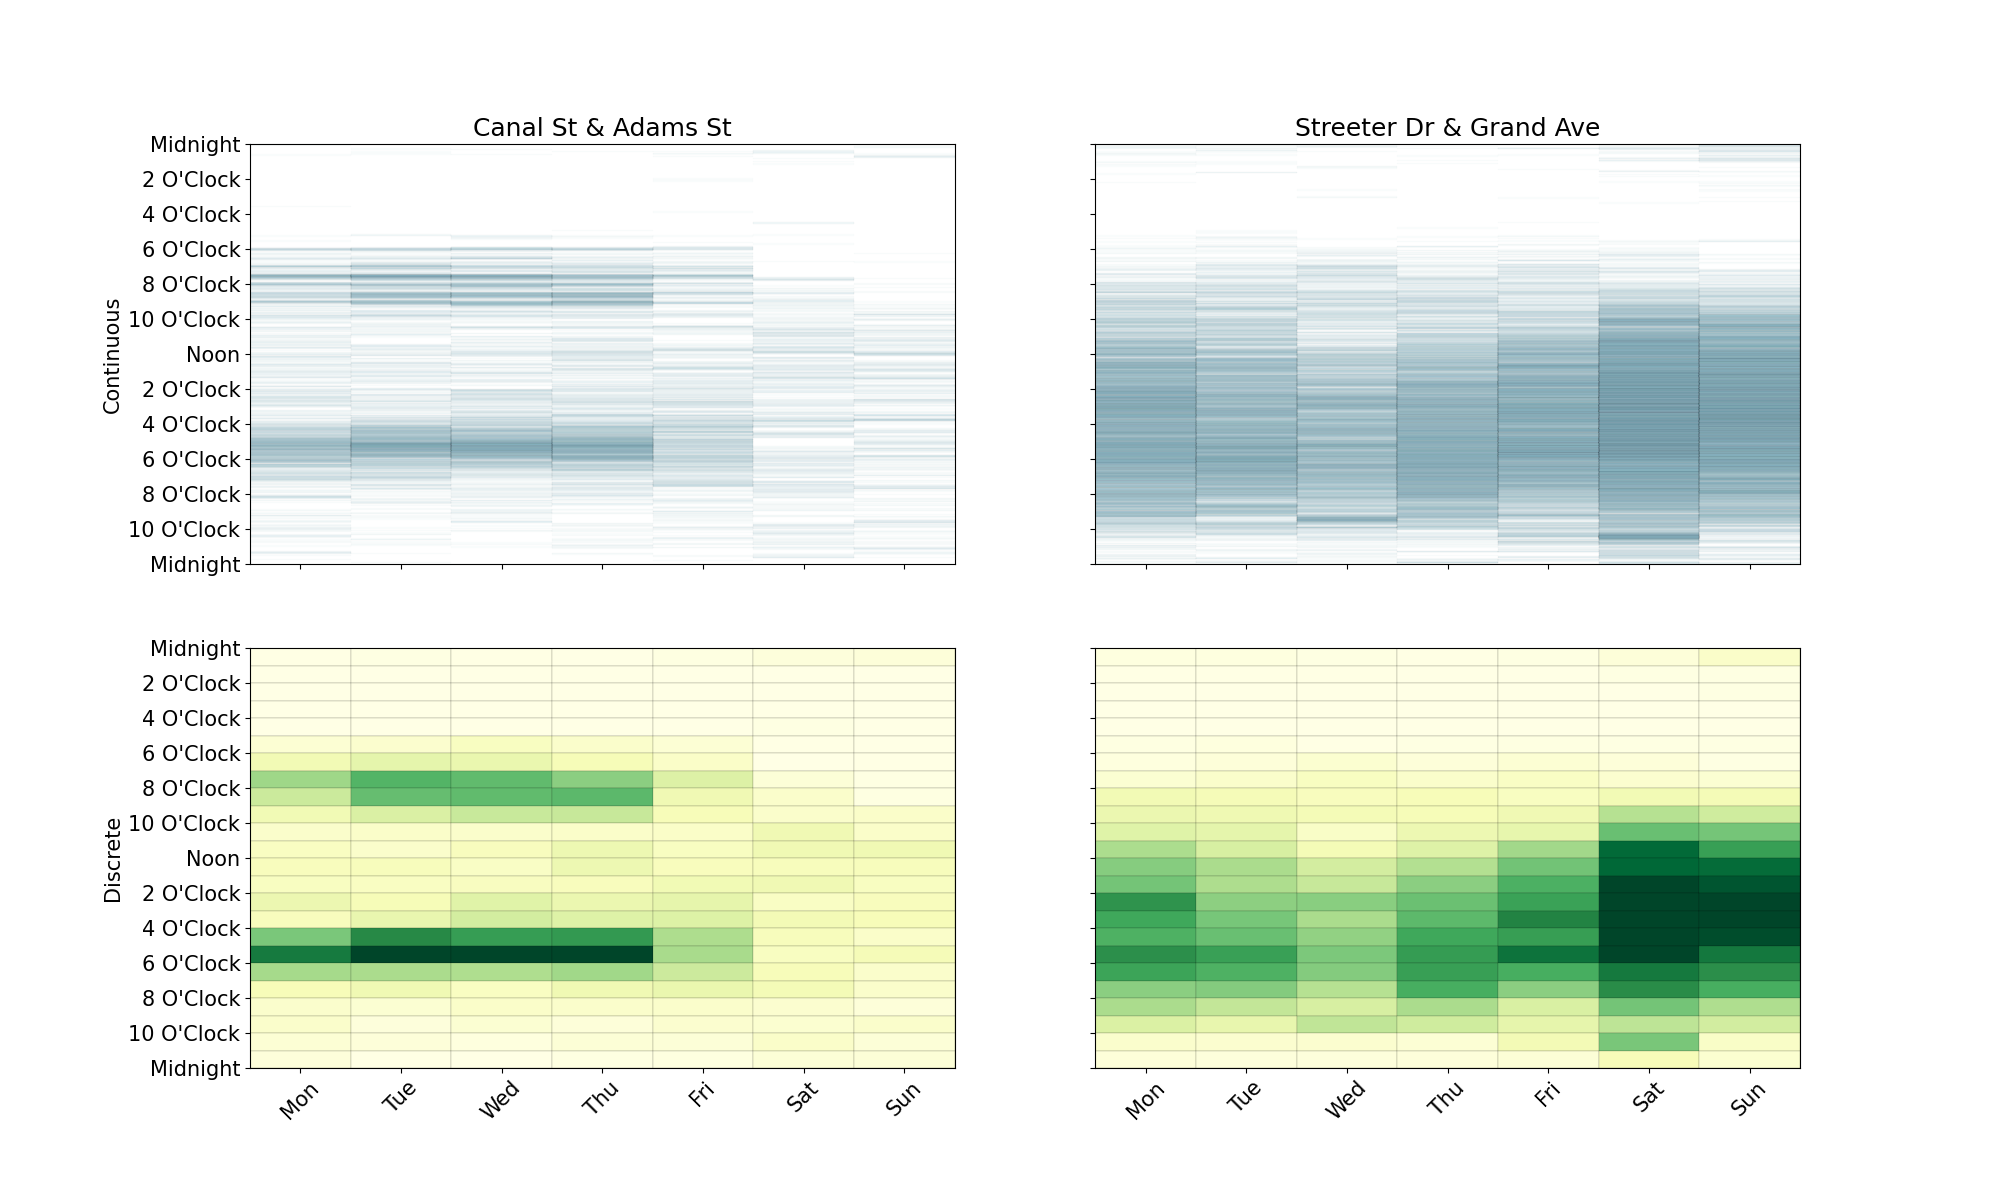 Canal St & Adams St
Streeter Dr & Grand Ave
Continuous
Midnight
2 O'Clock
4 O'Clock
6 O'Clock
8 O'Clock
10 O'Clock
Noon
2 O'Clock
4 O'Clock
6 O'Clock
8 O'Clock
10 O'Clock
Midnight
Discrete
Midnight
2 O'Clock
4 O'Clock
6 O'Clock
8 O'Clock
10 O'Clock
Noon
2 O'Clock
4 O'Clock
6 O'Clock
8 O'Clock
10 O'Clock
Midnight
Mon Tue Wed Thu Fri Sat Sun
Mon Tue Wed Thu Fri Sat Sun